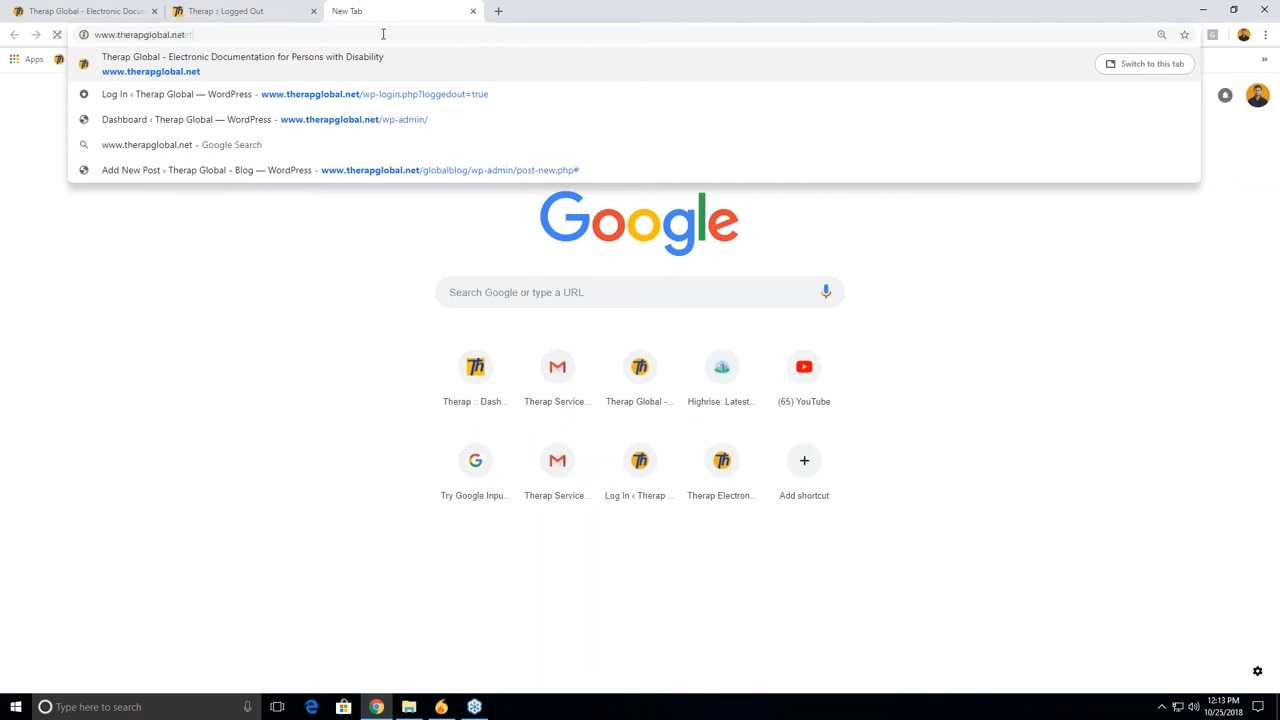 Therap Global - Electronic Docum
Therap :: Logged Out
New Tab
www.therapglobal.net
Therap Global - Electronic Documentation for Persons with Disability
www.therapglobal.net
Switch to this tab
Log In ‹ Therap Global — WordPress - www.therapglobal.net/wp-login.php?loggedout=true
Dashboard ‹ Therap Global — WordPress - www.therapglobal.net/wp-admin/
www.therapglobal.net - Google Search
Add New Post ‹ Therap Global - Blog — WordPress - www.therapglobal.net/globalblog/wp-admin/post-new.php#
Apps
Th
»
Google
Search Google or type a URL
Therap :: Dash...
Therap Service...
Therap Global -...
Highrise: Latest...
(65) YouTube
Try Google Inpu...
Therap Service...
Log In ‹ Therap ...
Therap Electron...
Add shortcut
Type here to search
12:13 PM
10/25/2018